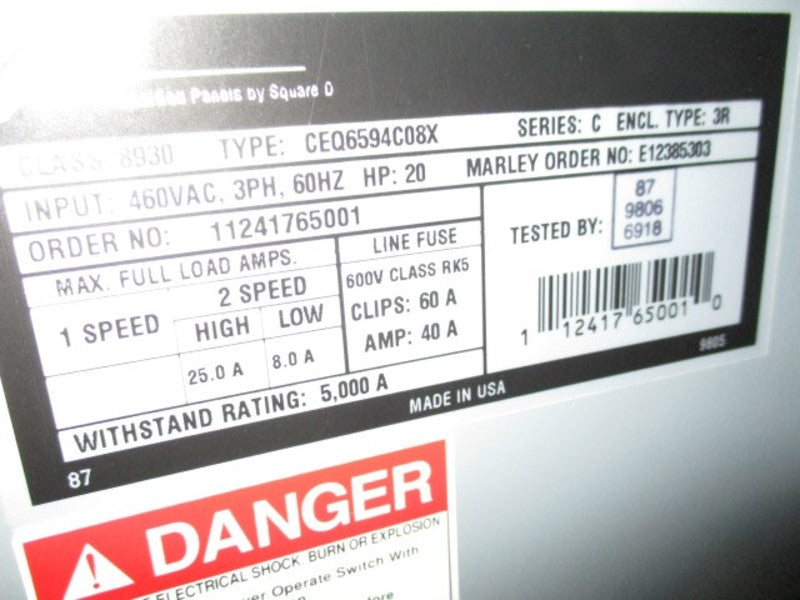 Panels by Square D
CLASS: 8930 TYPE: CEQ6594C08X SERIES: C ENCL. TYPE: 3R
INPUT: 460VAC, 3PH, 60HZ HP: 20 MARLEY ORDER NO: E12385303
ORDER NO: 11241765001
MAX. FULL LOAD AMPS.
1 SPEED
2 SPEED
HIGH LOW
25.0 A 8.0 A
LINE FUSE
600V CLASS RK5
CLIPS: 60 A
AMP: 40 A
TESTED BY:
87
9806
6918
1 12417 65001 0
9805
WITHSTAND RATING: 5,000 A
MADE IN USA
87
DANGER
ELECTRICAL SHOCK, BURN OR EXPLOSION
Operate Switch With